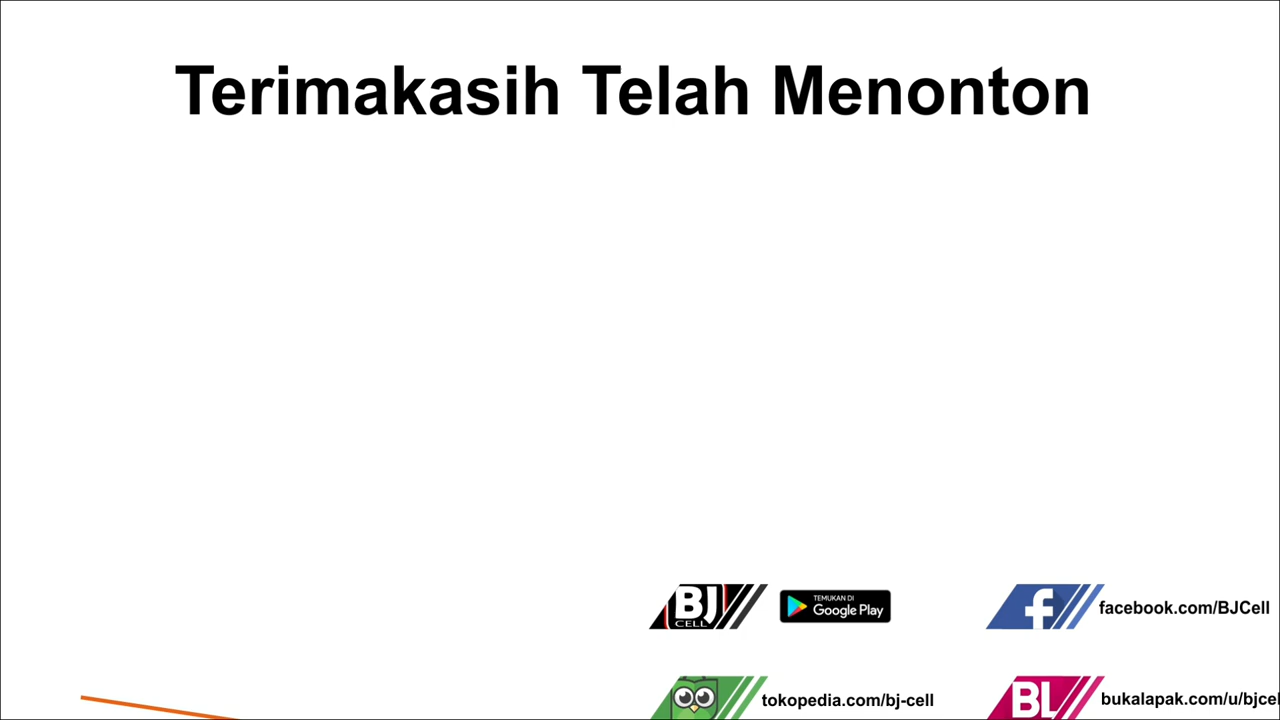 Terimakasih Telah Menonton
BJ
CELL
TEMUKAN DI
Google Play
f
facebook.com/BJCell
tokopedia.com/bj-cell
BL
bukalapak.com/u/bjcel